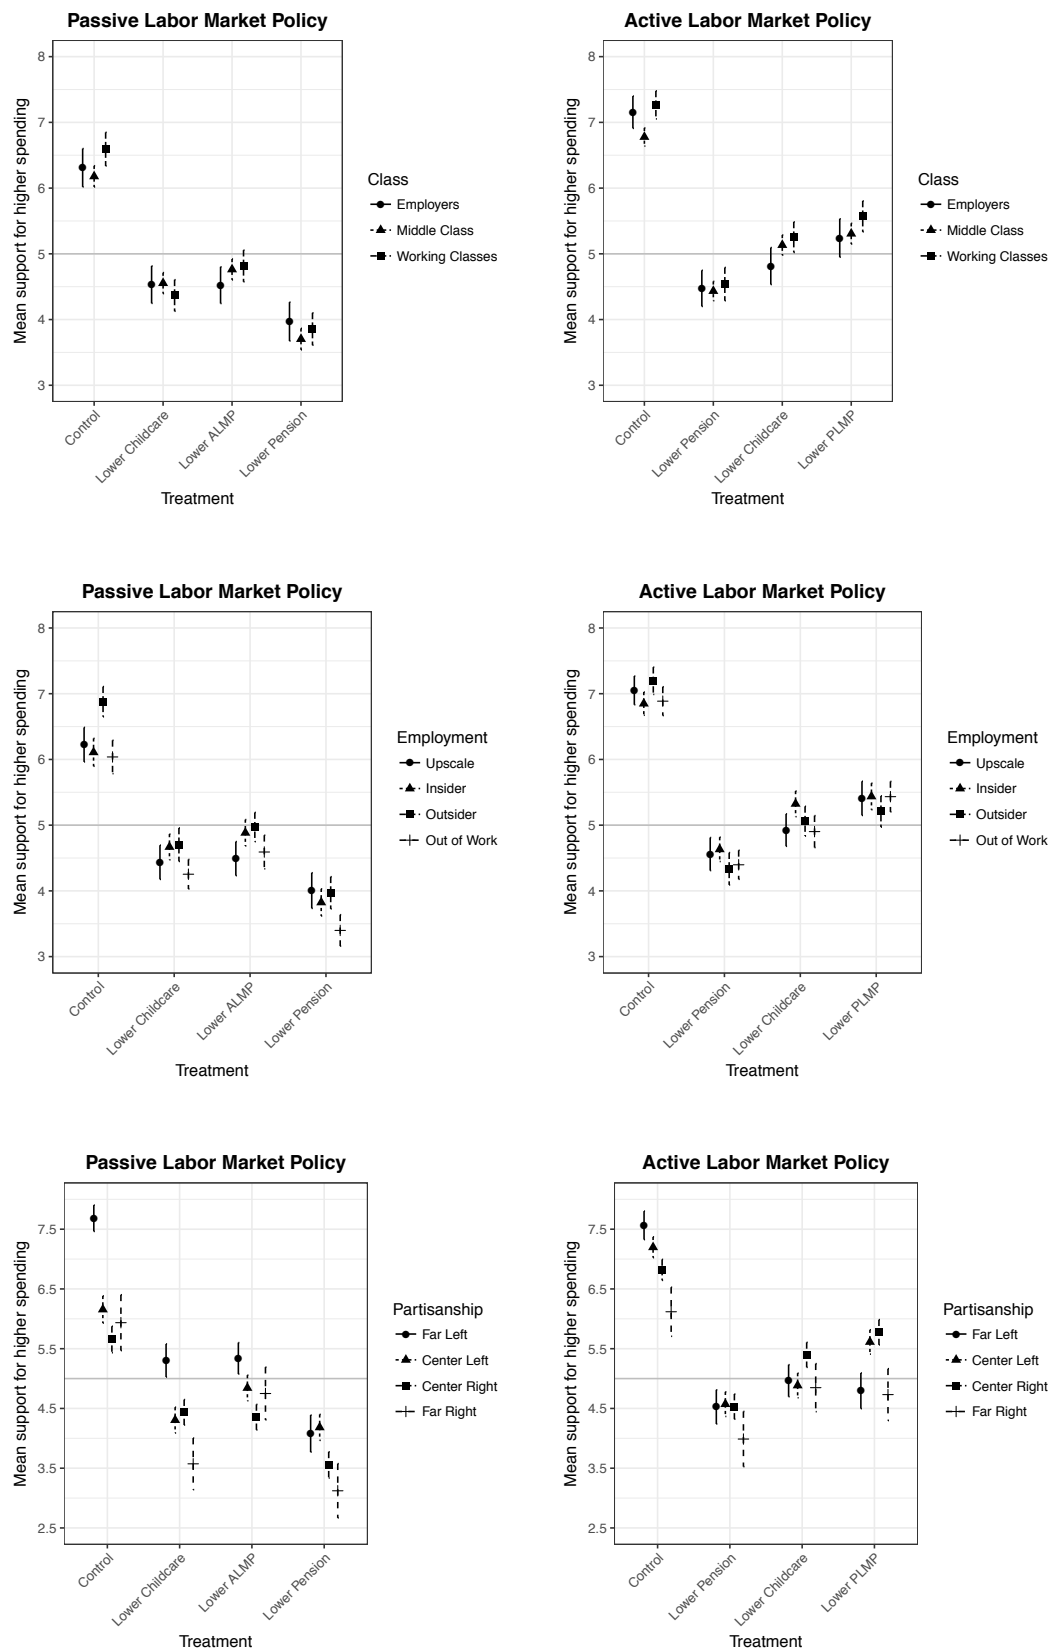 Passive Labor Market Policy
Mean support for higher spending
8
7
6
5
4
3
Control
Lower Childcare
Lower ALMP
Lower Pension
Treatment
Class
Employers
Middle Class
Working Classes
Active Labor Market Policy
Mean support for higher spending
8
7
6
5
4
3
Control
Lower Pension
Lower Childcare
Lower PLMP
Treatment
Class
Employers
Middle Class
Working Classes
Passive Labor Market Policy
Mean support for higher spending
8
7
6
5
4
3
Control
Lower Childcare
Lower ALMP
Lower Pension
Treatment
Employment
Upscale
Insider
Outsider
Out of Work
Active Labor Market Policy
Mean support for higher spending
8
7
6
5
4
3
Control
Lower Pension
Lower Childcare
Lower PLMP
Treatment
Employment
Upscale
Insider
Outsider
Out of Work
Passive Labor Market Policy
Mean support for higher spending
7.5
6.5
5.5
4.5
3.5
2.5
Control
Lower Childcare
Lower ALMP
Lower Pension
Treatment
Partisanship
Far Left
Center Left
Center Right
Far Right
Active Labor Market Policy
Mean support for higher spending
7.5
6.5
5.5
4.5
3.5
2.5
Control
Lower Pension
Lower Childcare
Lower PLMP
Treatment
Partisanship
Far Left
Center Left
Center Right
Far Right